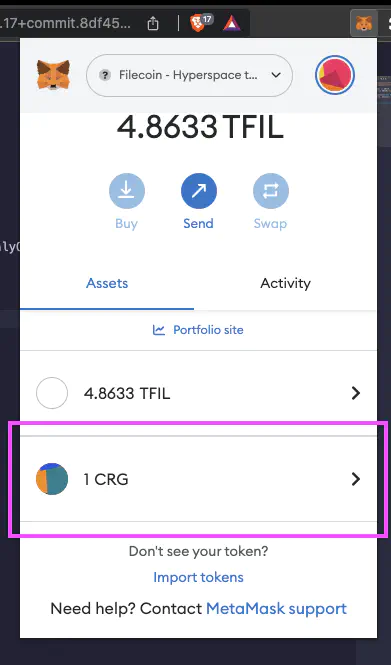 .17+commit.8df45...
17
Filecoin - Hyperspace t...
4.8633 TFIL
Buy
Send
Swap
Assets
Activity
Portfolio site
4.8633 TFIL
1 CRG
Don't see your token?
Import tokens
Need help? Contact MetaMask support